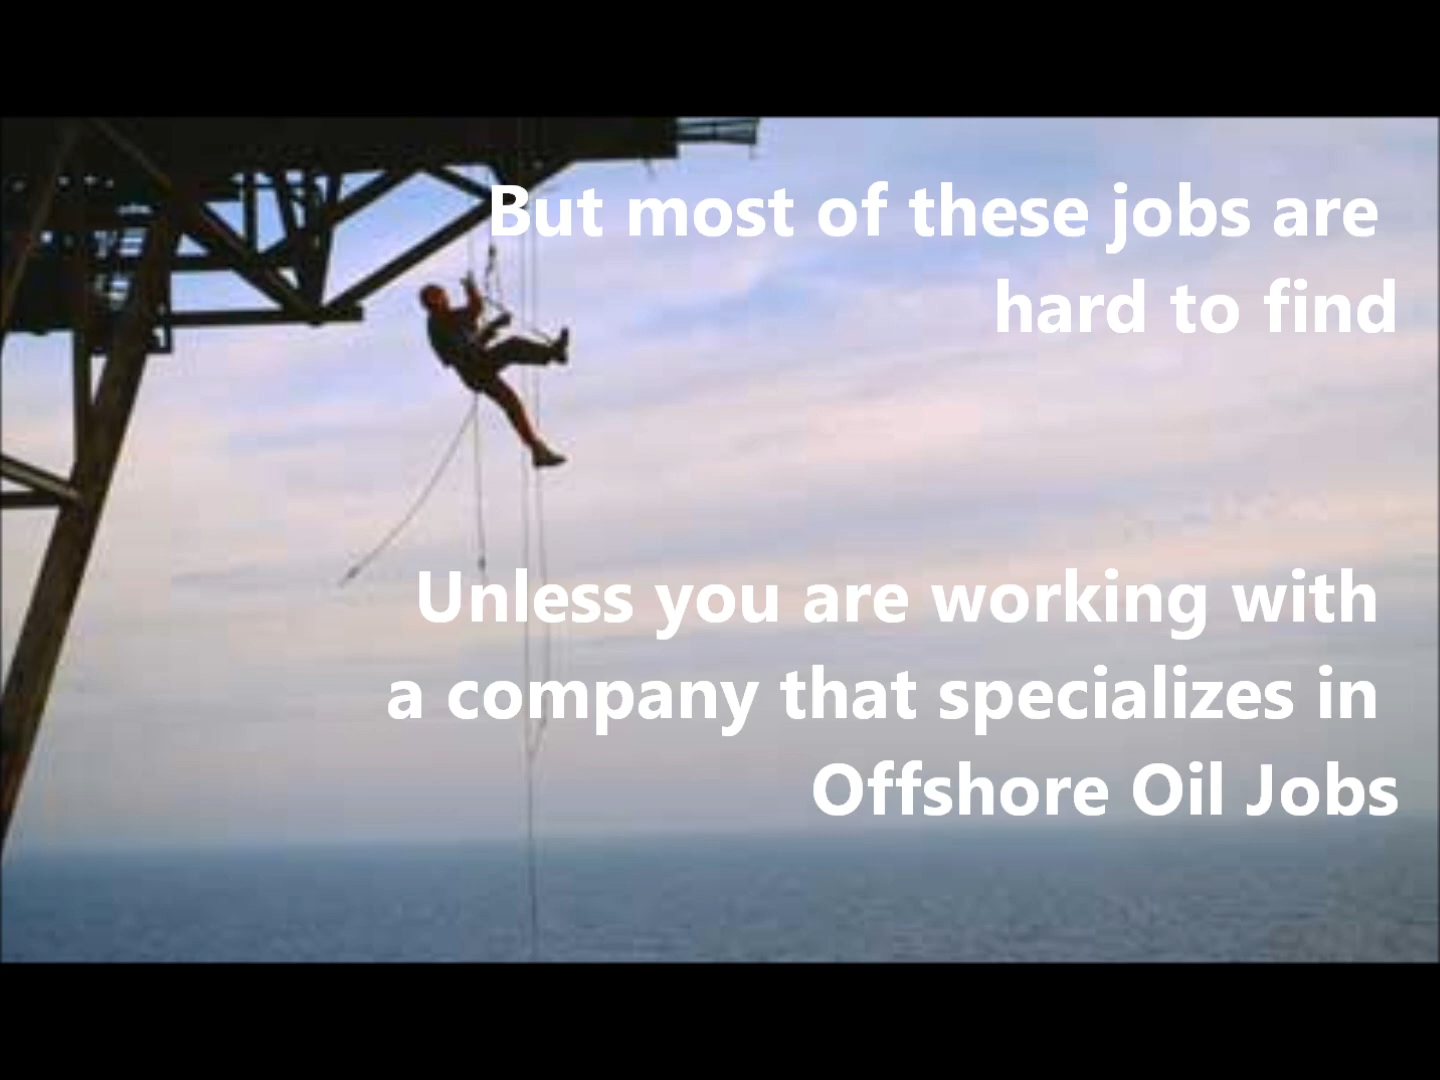 But most of these jobs are
hard to find
Unless you are working with
a company that specializes in
Offshore Oil Jobs